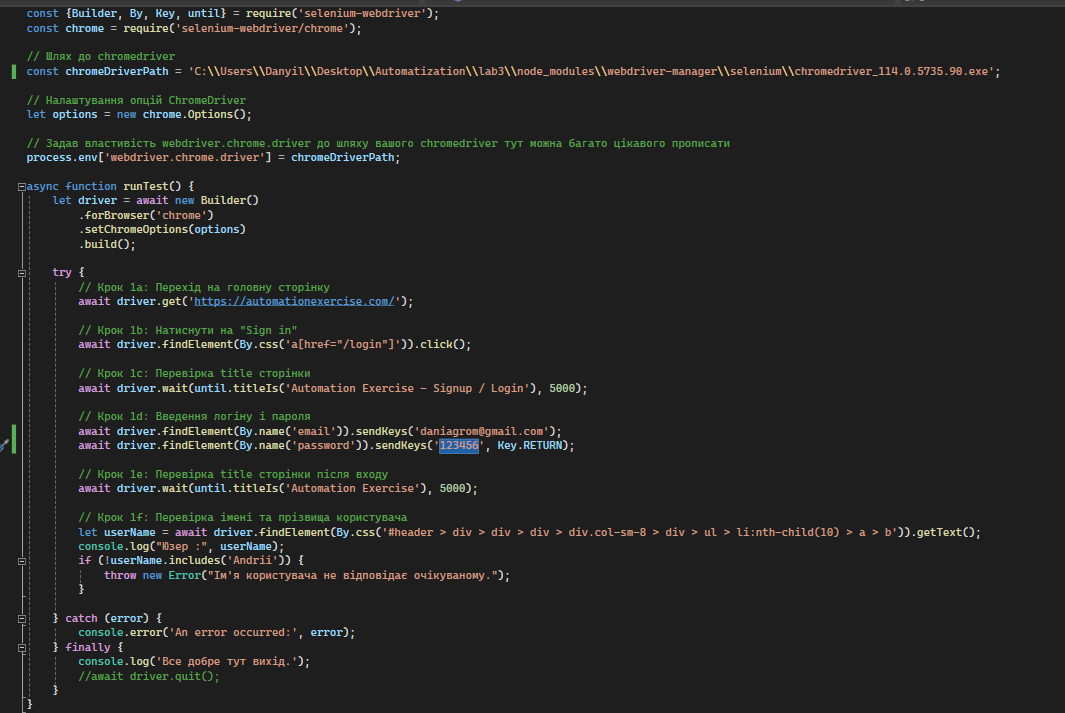 const {Builder, By, Key, until} = require('selenium-webdriver');
const chrome = require('selenium-webdriver/chrome');
// Шлях до chromedriver
const chromeDriverPath = 'C:\\Users\\Danyil\\Desktop\\Automatization\\lab3\\node_modules\\webdriver-manager\\selenium\\chromedriver_114.0.5735.90.exe';
// Налаштування опцій ChromeDriver
let options = new chrome.Options();
// Задав властивість webdriver.chrome.driver до шляху вашого chromedriver тут можна багато цікавого прописати
process.env['webdriver.chrome.driver'] = chromeDriverPath;
async function runTest() {
let driver = await new Builder()
.forBrowser('chrome')
.setChromeOptions(options)
.build();
try {
// Крок 1a: Перехід на головну сторінку
await driver.get('https://automationexercise.com/');
// Крок 1b: Натиснути на "Sign in"
await driver.findElement(By.css('a[href="/login"]')).click();
// Крок 1c: Перевірка title сторінки
await driver.wait(until.titleIs('Automation Exercise - Signup / Login'), 5000);
// Крок 1d: Введення логіну і пароля
await driver.findElement(By.name('email')).sendKeys('daniagrom@gmail.com');
await driver.findElement(By.name('password')).sendKeys('123456', Key.RETURN);
// Крок 1e: Перевірка title сторінки після входу
await driver.wait(until.titleIs('Automation Exercise'), 5000);
// Крок 1f: Перевірка імені та прізвища користувача
let userName = await driver.findElement(By.css('#header > div > div > div > div.col-sm-8 > div > ul > li:nth-child(10) > a > b')).getText();
console.log("Юзер :", userName);
if (!userName.includes('Andrii')) {
throw new Error("Ім'я користувача не відповідає очікуваному.");
}
} catch (error) {
console.error('An error occurred:', error);
} finally {
console.log('Все добре тут вихід.');
//await driver.quit();
}
}